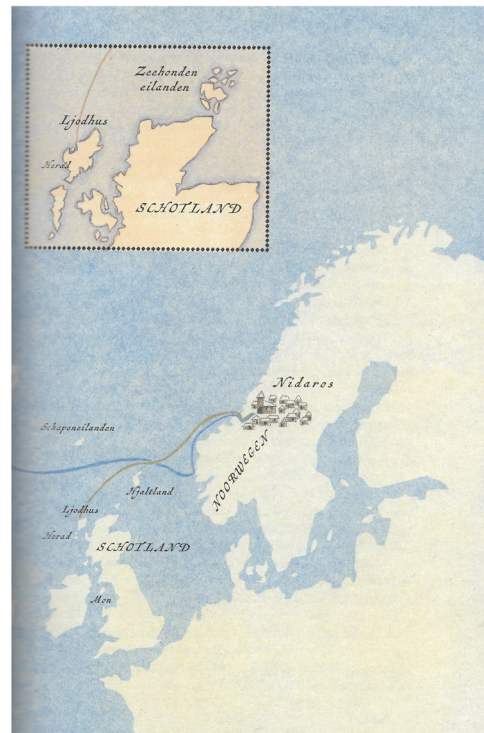 Zeehonden
eilanden
Ljodhus
Herad
SCHOTLAND
Nidaros
Schapeneilanden
NOORWEGEN
Hjaltland
Ljodhus
Herad
SCHOTLAND
Mon